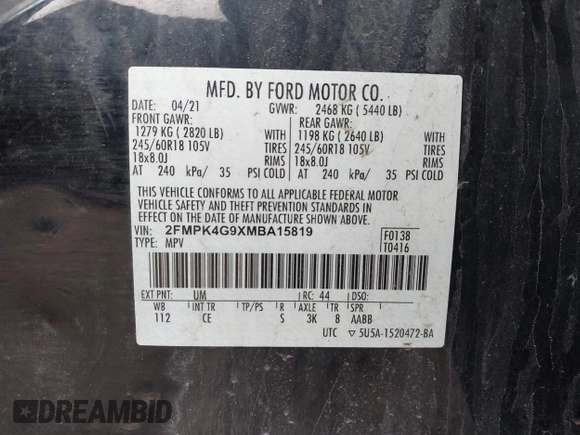 MFD. BY FORD MOTOR CO.
DATE: 04/21 GVWR: 2468 KG ( 5440 LB)
FRONT GAWR: REAR GAWR:
1279 KG ( 2820 LB) WITH 1198 KG ( 2640 LB) WITH
245/60R18 105V TIRES 245/60R18 105V TIRES
18x8.0J RIMS 18x8.0J RIMS
AT 240 kPa/ 35 PSI COLD AT 240 kPa/ 35 PSI COLD
THIS VEHICLE CONFORMS TO ALL APPLICABLE FEDERAL MOTOR
VEHICLE SAFETY AND THEFT PREVENTION STANDARDS IN
EFFECT ON THE DATE OF MANUFACTURE SHOWN ABOVE.
VIN: 2FMPK4G9XMBA15819 F0138
TYPE: MPV T0416
EXT PNT: UM RC: 44 DSO:
WB INT TR TP/PS R AXLE TR SPR
112 CE S 3K 8 AABB
UTC 5U5A-1520472-BA
DREAMBID